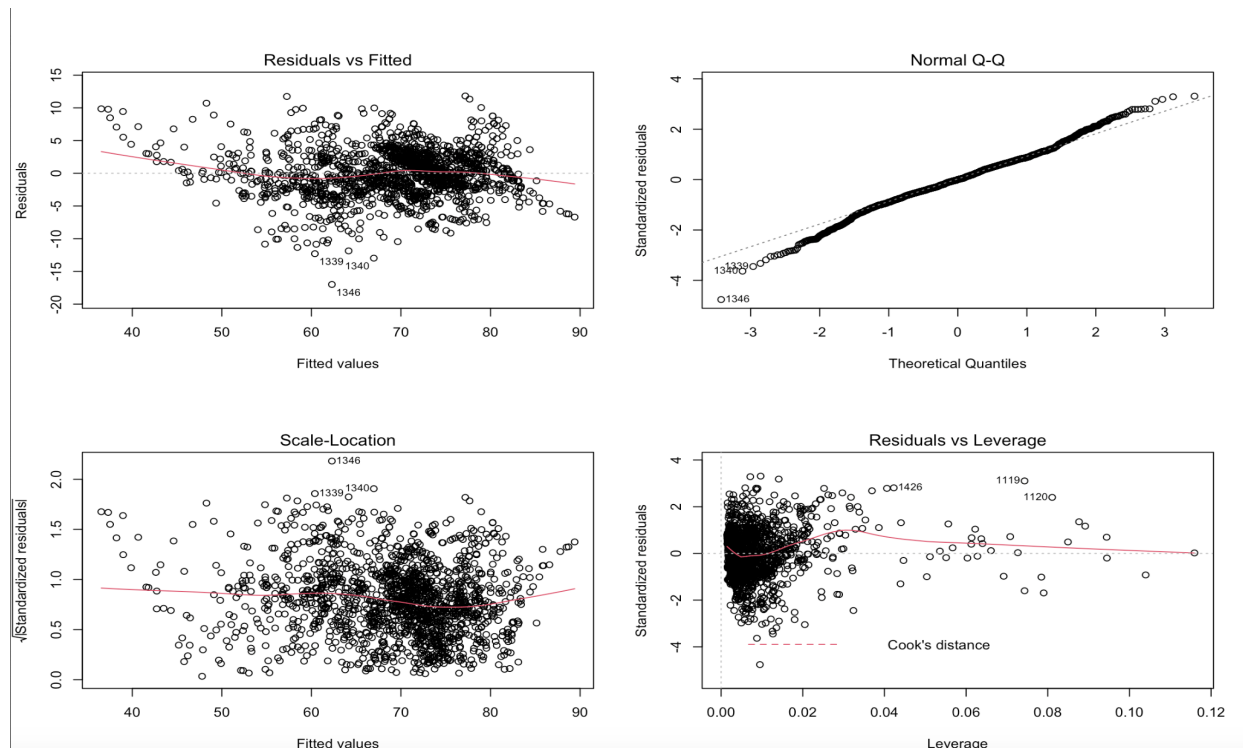 Residuals vs Fitted
Residuals
15
10
5
0
-5
-10
-15
-20
1339
1340
1346
40 50 60 70 80 90
Fitted values
Normal Q-Q
Standardized residuals
4
2
0
-2
-4
1339
1340
1346
-3 -2 -1 0 1 2 3
Theoretical Quantiles
Scale-Location
√|Standardized residuals|
2.0
1.5
1.0
0.5
0.0
1346
1339
1340
40 50 60 70 80 90
Fitted values
Residuals vs Leverage
Standardized residuals
4
2
0
-2
-4
1426
1119
1120
Cook's distance
0.00 0.02 0.04 0.06 0.08 0.10 0.12
Leverage